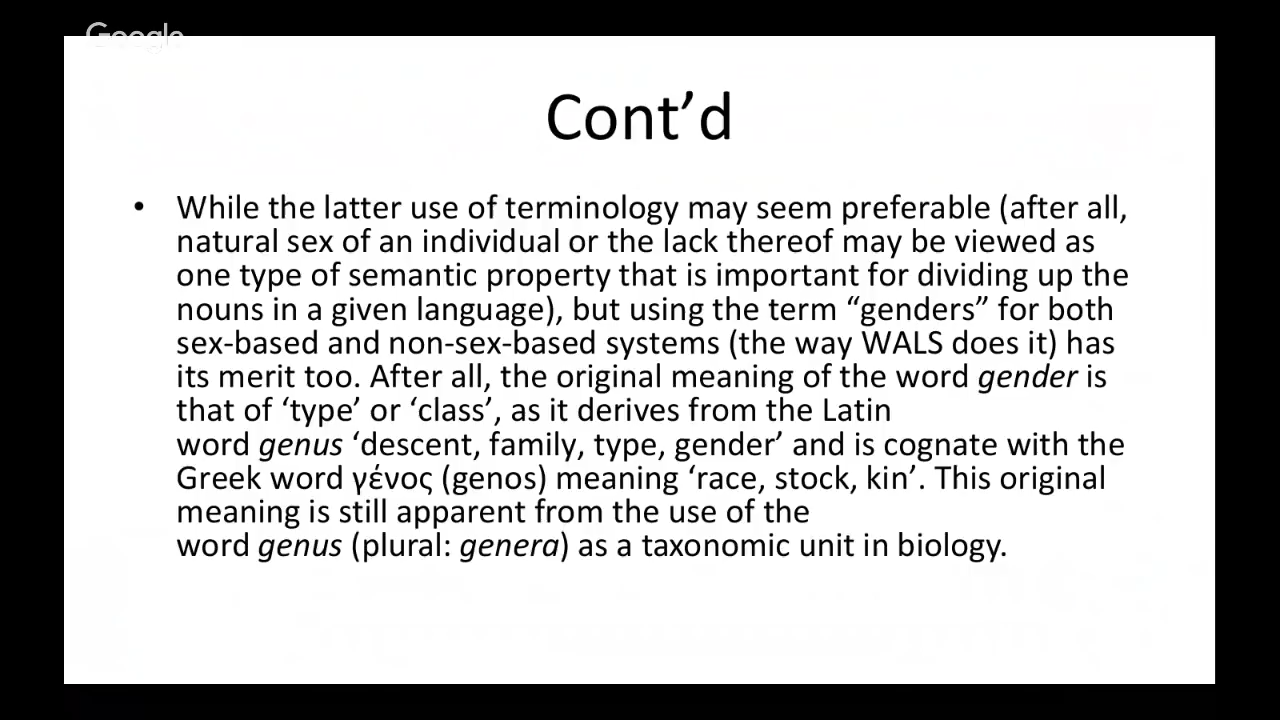 Google
Cont’d
• While the latter use of terminology may seem preferable (after all,
natural sex of an individual or the lack thereof may be viewed as
one type of semantic property that is important for dividing up the
nouns in a given language), but using the term “genders” for both
sex-based and non-sex-based systems (the way WALS does it) has
its merit too. After all, the original meaning of the word gender is
that of ‘type’ or ‘class’, as it derives from the Latin
word genus ‘descent, family, type, gender’ and is cognate with the
Greek word γένος (genos) meaning ‘race, stock, kin’. This original
meaning is still apparent from the use of the
word genus (plural: genera) as a taxonomic unit in biology.